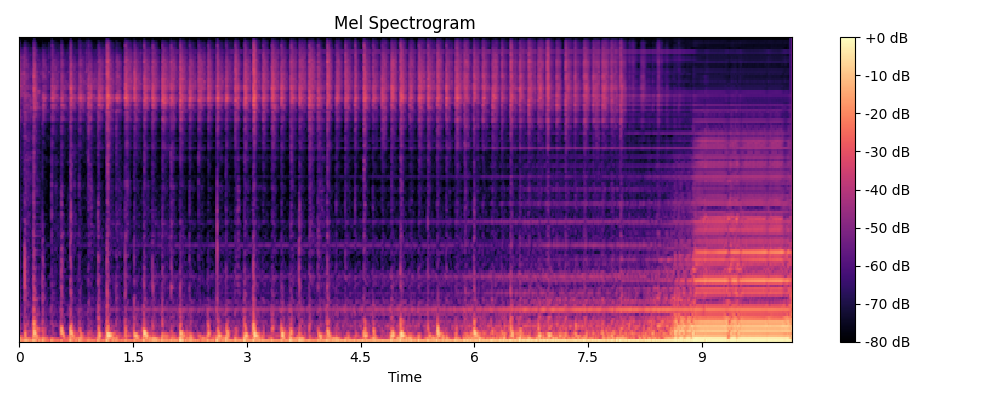 Mel Spectrogram
+0 dB
-10 dB
-20 dB
-30 dB
-40 dB
-50 dB
-60 dB
-70 dB
-80 dB
0 1.5 3 4.5 6 7.5 9
Time